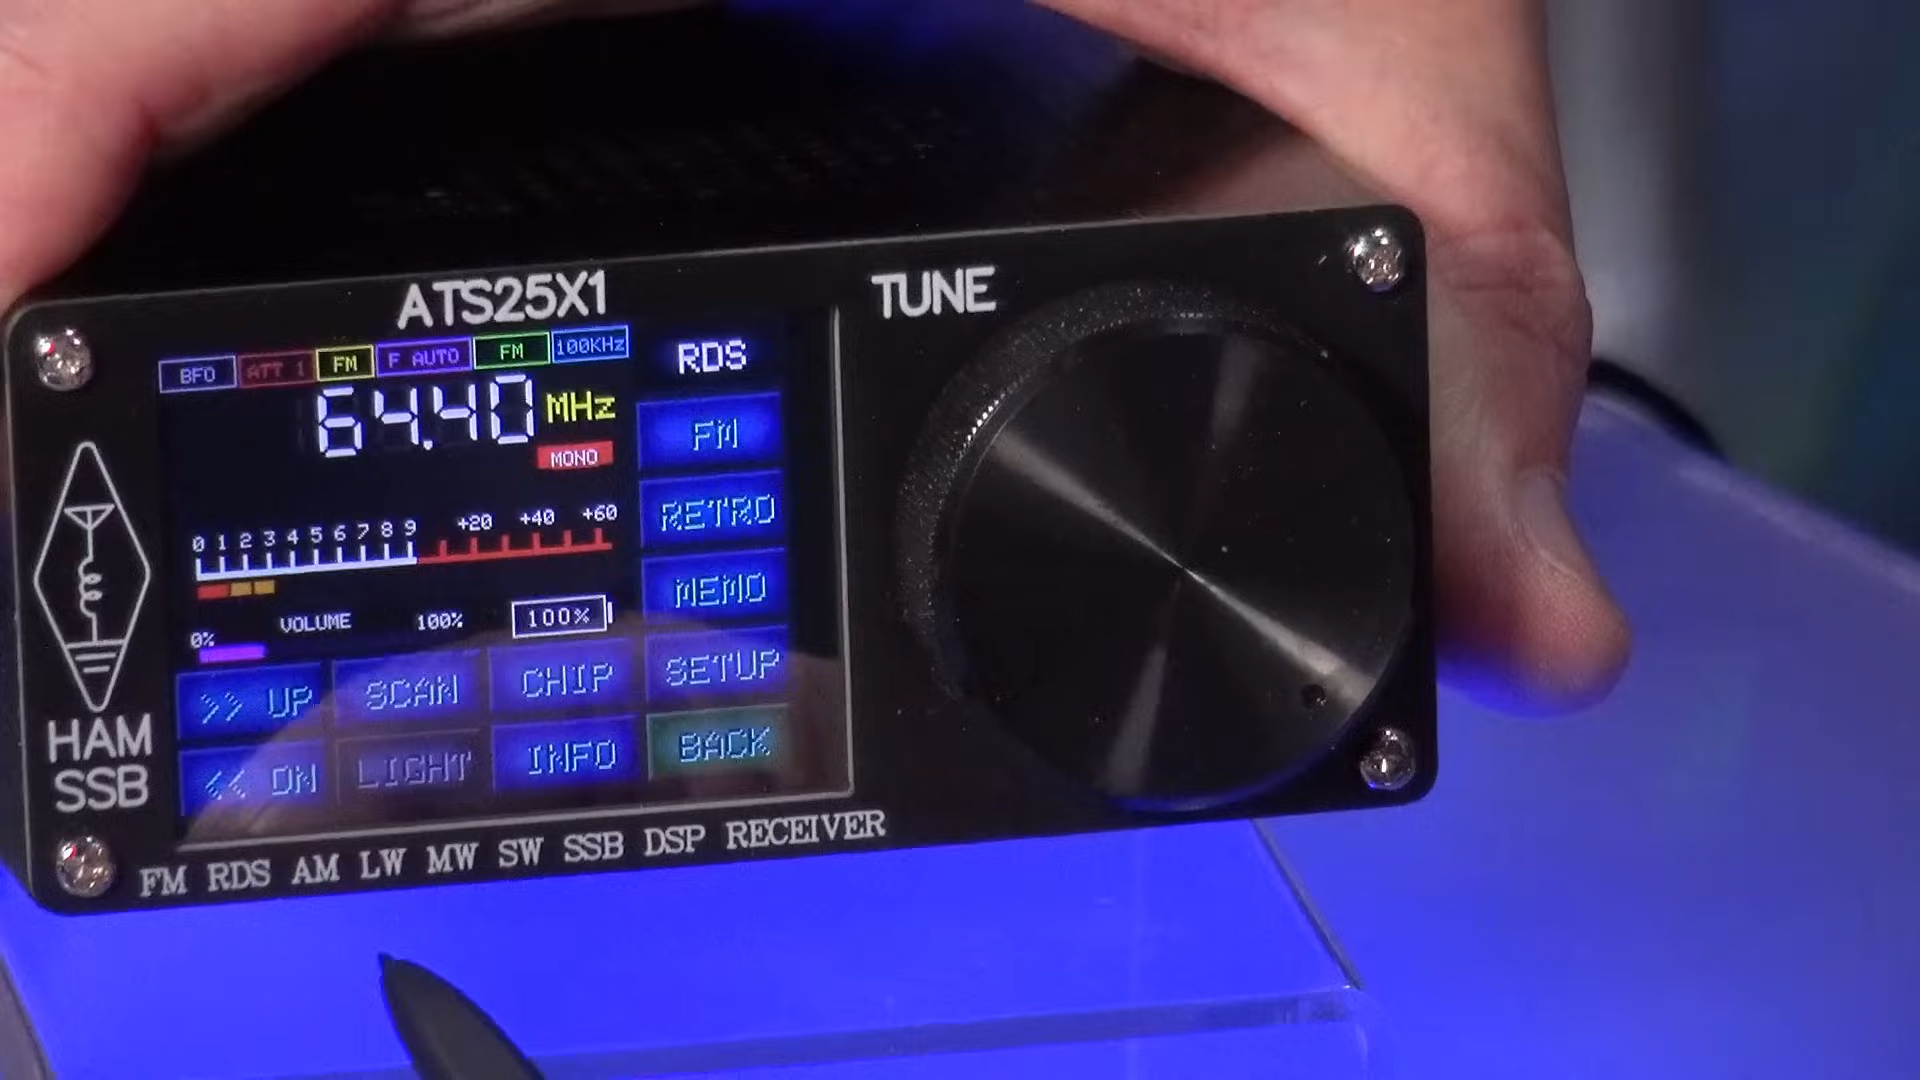 ATS25X1
TUNE
BFO ATT 1 FM F AUTO FM 100KHz
RDS
64.40 MHz
MONO
FM
RETRO
0 1 2 3 4 5 6 7 8 9 +20 +40 +60
MEMO
VOLUME 100% 100%
0%
>> UP SCAN CHIP SETUP
<< DN LIGHT INFO BACK
HAM
SSB
FM RDS AM LW MW SW SSB DSP RECEIVER